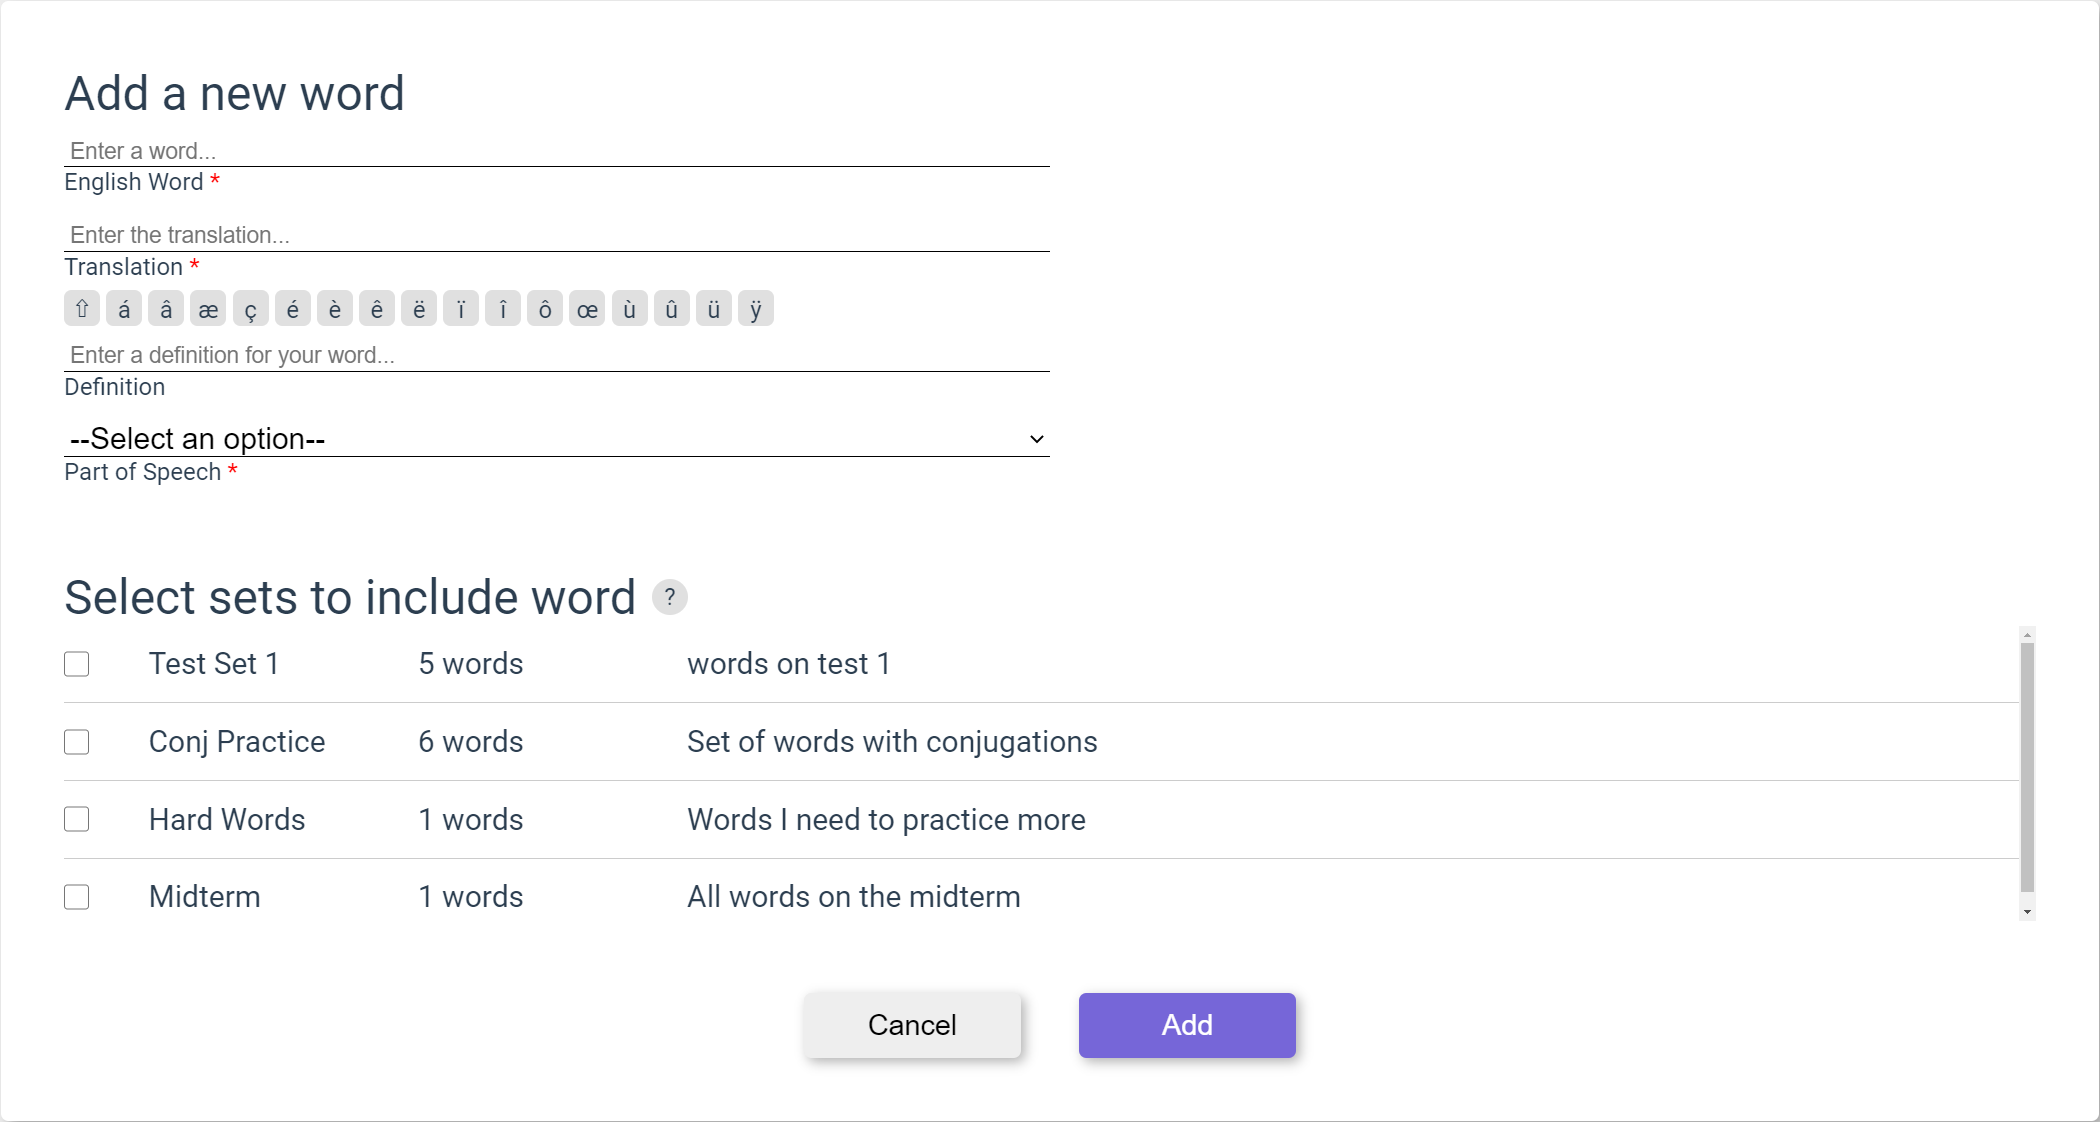 Add a new word
Enter a word...
English Word *
Enter the translation...
Translation *
⇧ á â æ ç é è ê ë ï î ô œ ù û ü ÿ
Enter a definition for your word...
Definition
--Select an option--
Part of Speech *
Select sets to include word ?
Test Set 1 5 words words on test 1
Conj Practice 6 words Set of words with conjugations
Hard Words 1 words Words I need to practice more
Midterm 1 words All words on the midterm
Cancel Add